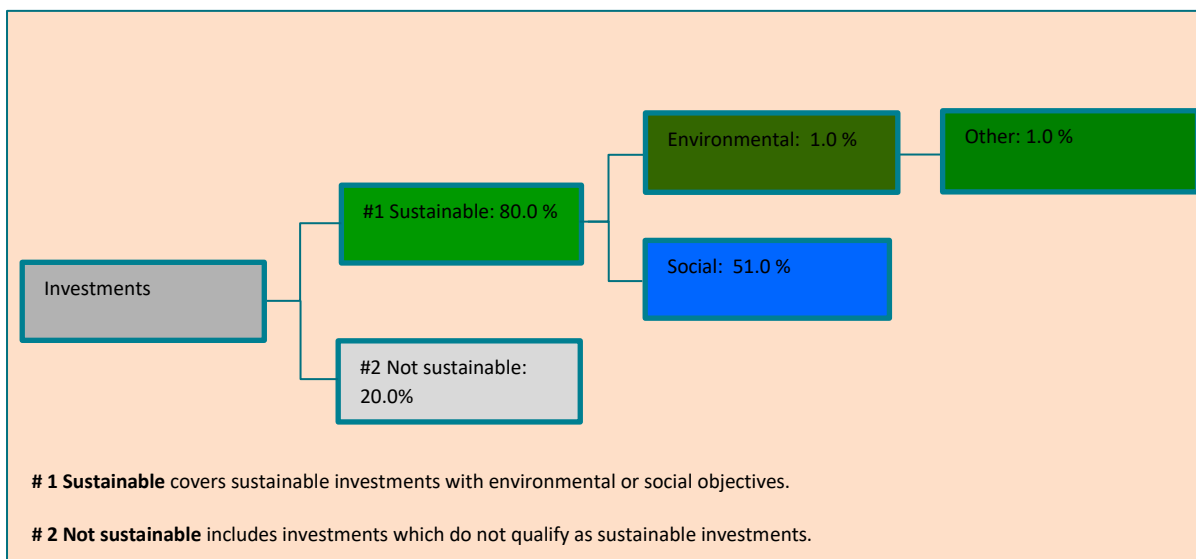 Environmental:  1.0 %
Other: 1.0 %
#1 Sustainable: 80.0 %
Social:  51.0 %
Investments
#2 Not sustainable:
20.0%
# 1 Sustainable covers sustainable investments with environmental or social objectives.
# 2 Not sustainable includes investments which do not qualify as sustainable investments.